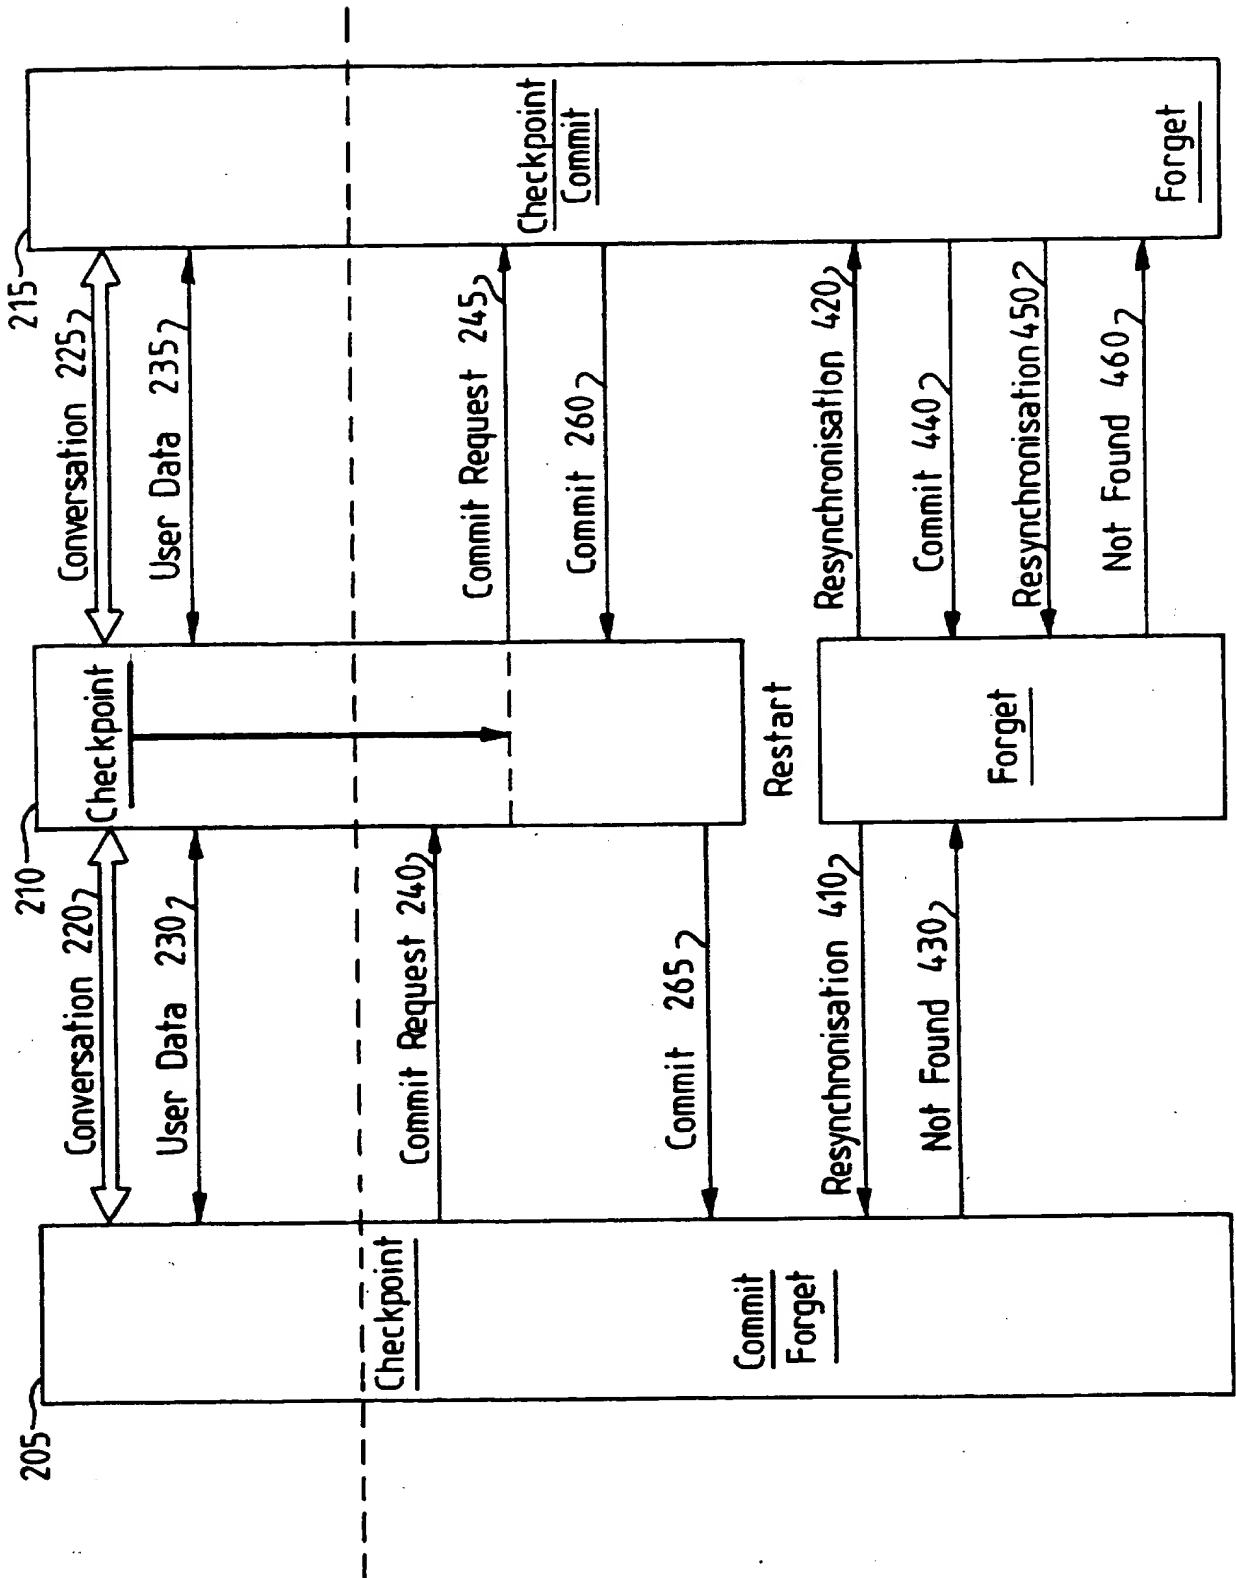 205
210
215
Conversation 220
Conversation 225
User Data 230
User Data 235
Checkpoint
Checkpoint
Commit Request 240
Commit Request 245
Checkpoint
Commit
Commit 260
Commit 265
Commit
Forget
Restart
Resynchronisation 410
Resynchronisation 420
Not Found 430
Commit 440
Forget
Resynchronisation 450
Not Found 460
Forget